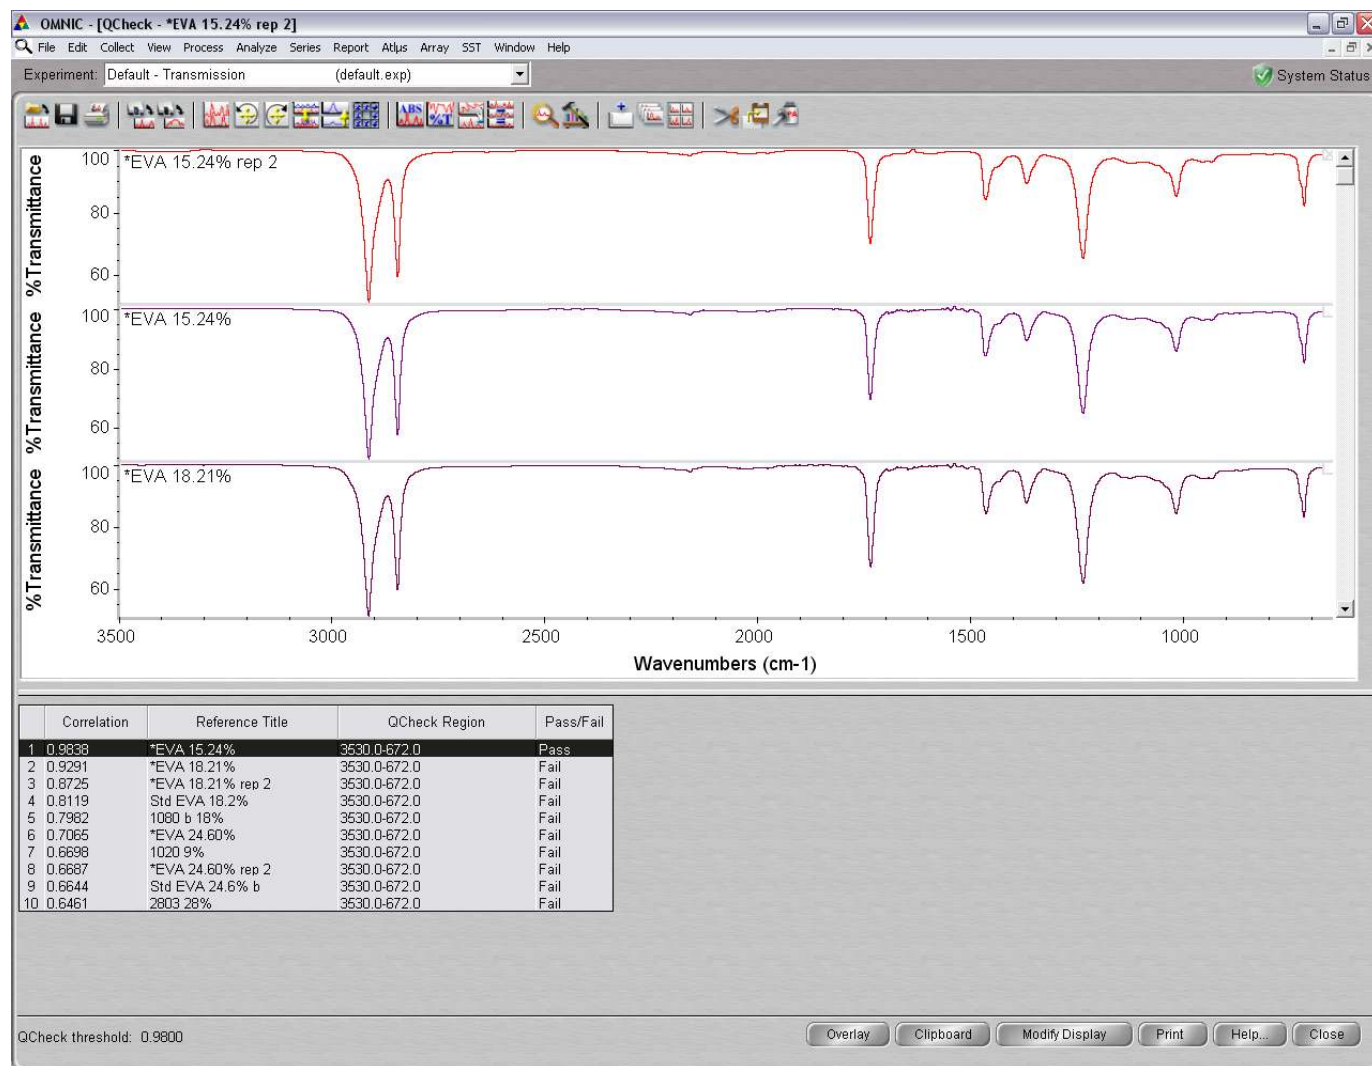 OMNIC - [QCheck - *EVA 15.24% rep 2]
File Edit Collect View Process Analyze Series Report Atlµs Array SST Window Help
Experiment: Default - Transmission (default.exp)
System Status
ABS %T
%Transmittance
100
80
60
*EVA 15.24% rep 2
%Transmittance
100
80
60
*EVA 15.24%
%Transmittance
100
80
60
*EVA 18.21%
3500 3000 2500 2000 1500 1000
Wavenumbers (cm-1)
Correlation Reference Title QCheck Region Pass/Fail
1 0.9838 *EVA 15.24% 3530.0-672.0 Pass
2 0.9291 *EVA 18.21% 3530.0-672.0 Fail
3 0.8725 *EVA 18.21% rep 2 3530.0-672.0 Fail
4 0.8119 Std EVA 18.2% 3530.0-672.0 Fail
5 0.7982 1080 b 18% 3530.0-672.0 Fail
6 0.7065 *EVA 24.60% 3530.0-672.0 Fail
7 0.6698 1020 9% 3530.0-672.0 Fail
8 0.6687 *EVA 24.60% rep 2 3530.0-672.0 Fail
9 0.6644 Std EVA 24.6% b 3530.0-672.0 Fail
10 0.6461 2803 28% 3530.0-672.0 Fail
QCheck threshold: 0.9800
Overlay Clipboard Modify Display Print Help... Close